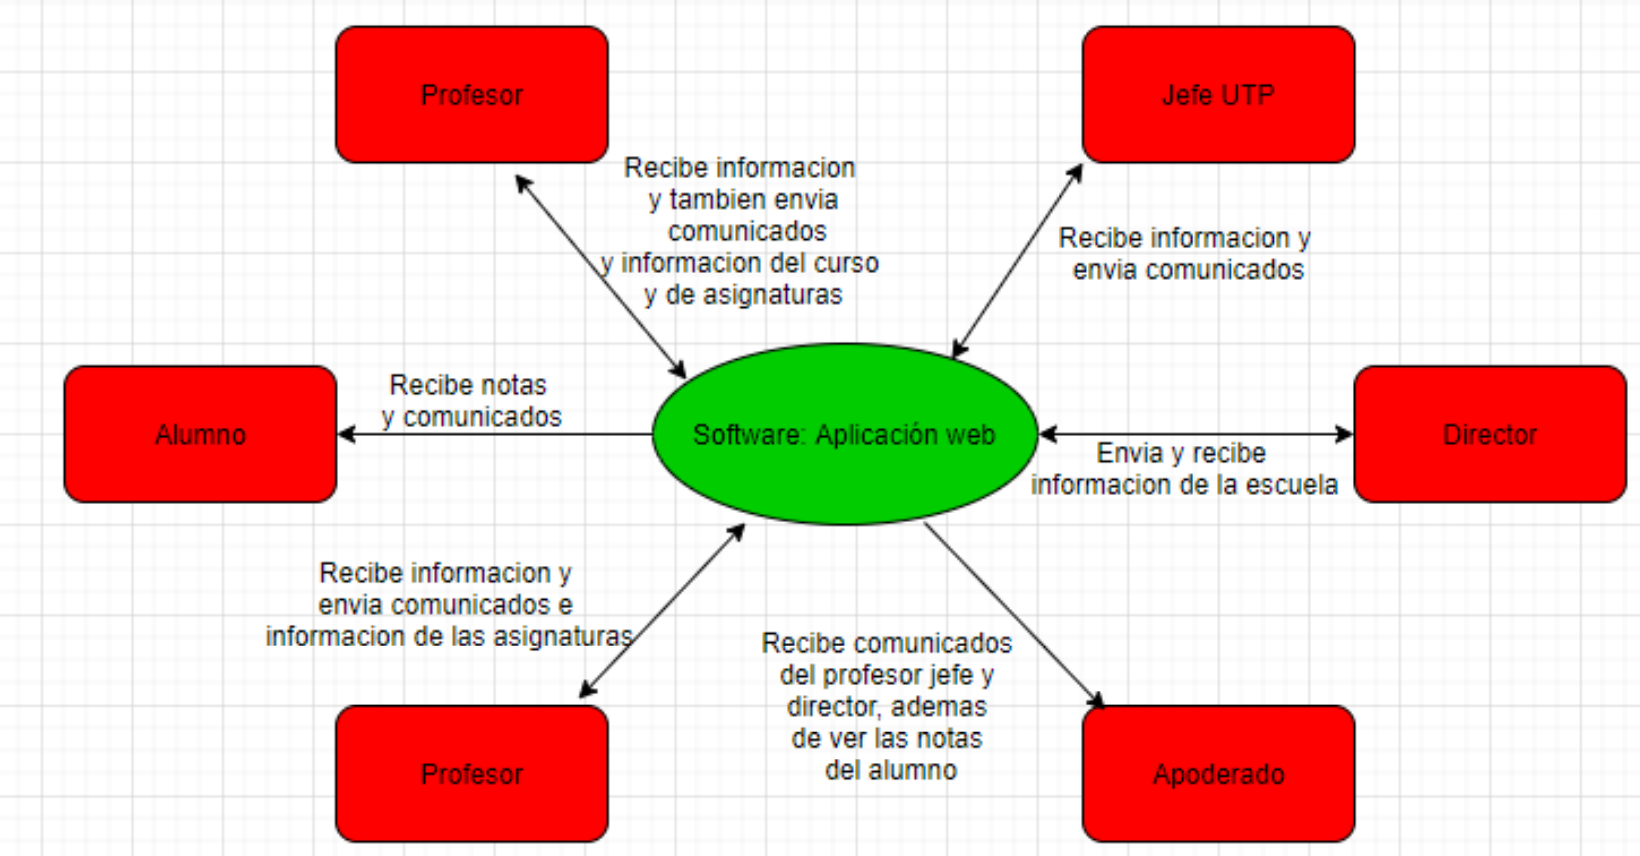 Profesor
Jefe UTP
Recibe informacion
y tambien envia
comunicados
y informacion del curso
y de asignaturas
Recibe informacion y
envia comunicados
Alumno
Recibe notas
y comunicados
Software: Aplicación web
Envia y recibe
informacion de la escuela
Director
Recibe informacion y
envia comunicados e
informacion de las asignaturas
Recibe comunicados
del profesor jefe y
director, ademas
de ver las notas
del alumno
Profesor
Apoderado